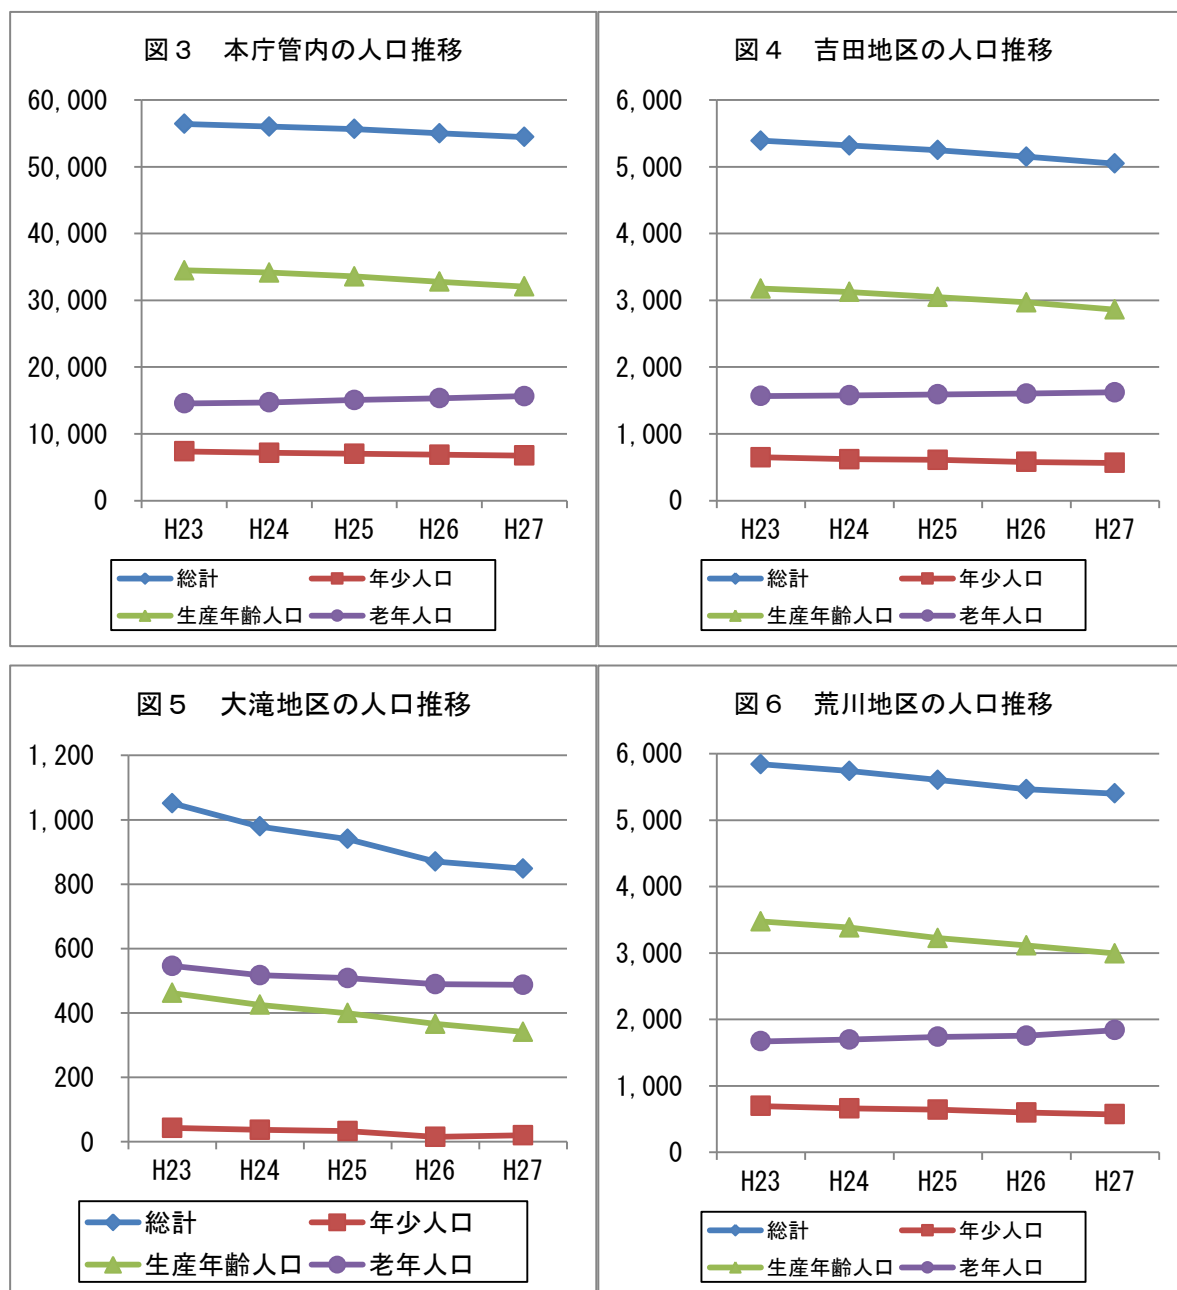 図３　本庁管内の人口推移
60,000
50,000
40,000
30,000
20,000
10,000
0
H23 H24 H25 H26 H27
総計 年少人口
生産年齢人口 老年人口
図４　吉田地区の人口推移
6,000
5,000
4,000
3,000
2,000
1,000
0
H23 H24 H25 H26 H27
総計 年少人口
生産年齢人口 老年人口
図５　大滝地区の人口推移
1,200
1,000
800
600
400
200
0
H23 H24 H25 H26 H27
総計 年少人口
生産年齢人口 老年人口
図６　荒川地区の人口推移
6,000
5,000
4,000
3,000
2,000
1,000
0
H23 H24 H25 H26 H27
総計 年少人口
生産年齢人口 老年人口